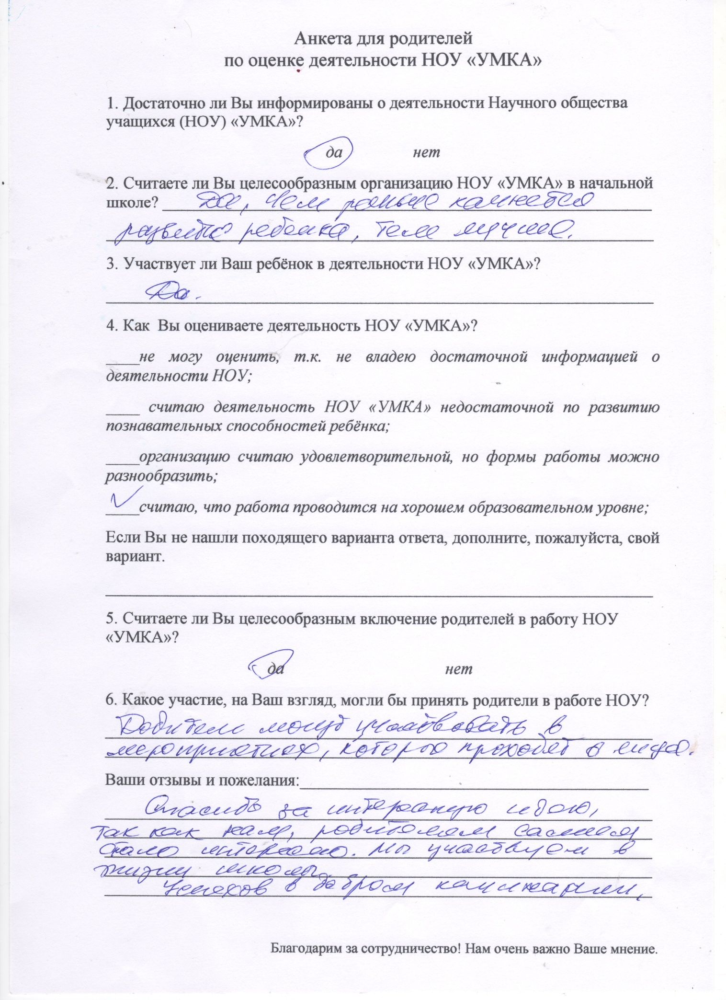 Анкета для родителей
по оценке деятельности НОУ «УМКА»
1. Достаточно ли Вы информированы о деятельности Научного общества
учащихся (НОУ) «УМКА»?
да нет
2. Считаете ли Вы целесообразным организацию НОУ «УМКА» в начальной
школе? Да, чем раньше начнется
развитие ребенка, тем лучше.
3. Участвует ли Ваш ребёнок в деятельности НОУ «УМКА»?
Да.
4. Как Вы оцениваете деятельность НОУ «УМКА»?
____не могу оценить, т.к. не владею достаточной информацией о
деятельности НОУ;
____ считаю деятельность НОУ «УМКА» недостаточной по развитию
познавательных способностей ребёнка;
____организацию считаю удовлетворительной, но формы работы можно
разнообразить;
____считаю, что работа проводится на хорошем образовательном уровне;
Если Вы не нашли походящего варианта ответа, дополните, пожалуйста, свой
вариант.
5. Считаете ли Вы целесообразным включение родителей в работу НОУ
«УМКА»?
да нет
6. Какое участие, на Ваш взгляд, могли бы принять родители в работе НОУ?
Родители могут участвовать в
мероприятиях, которые проходят в
Ваши отзывы и пожелания:
Спасибо за интересную идею,
так как нам, родителям самим
стало интересно. Мы участвуем в
жизни школы.
Успехов в добром начинании,
Благодарим за сотрудничество! Нам очень важно Ваше мнение.